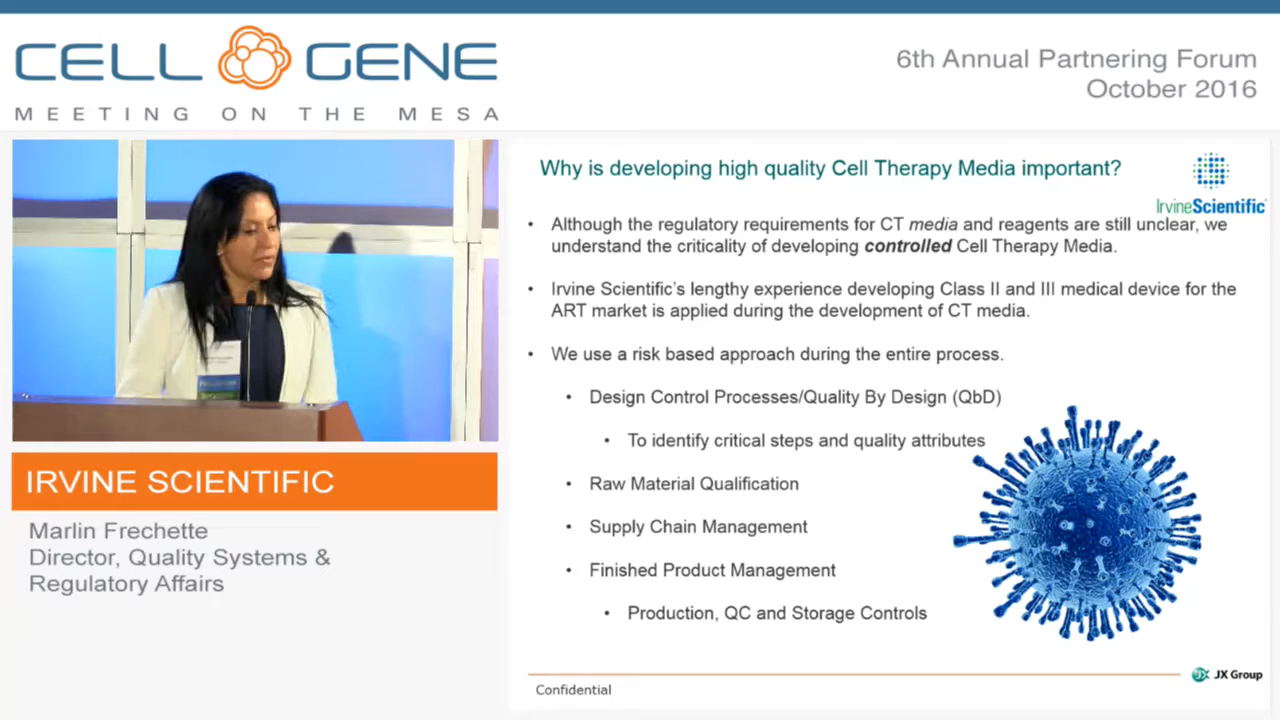 CELL GENE
MEETING ON THE MESA
6th Annual Partnering Forum
October 2016
IRVINE SCIENTIFIC
Marlin Frechette
Director, Quality Systems &
Regulatory Affairs
Why is developing high quality Cell Therapy Media important?
IrvineScientific®
• Although the regulatory requirements for CT media and reagents are still unclear, we
understand the criticality of developing controlled Cell Therapy Media.
• Irvine Scientific's lengthy experience developing Class II and III medical device for the
ART market is applied during the development of CT media.
• We use a risk based approach during the entire process.
• Design Control Processes/Quality By Design (QbD)
• To identify critical steps and quality attributes
• Raw Material Qualification
• Supply Chain Management
• Finished Product Management
• Production, QC and Storage Controls
Confidential
JX Group